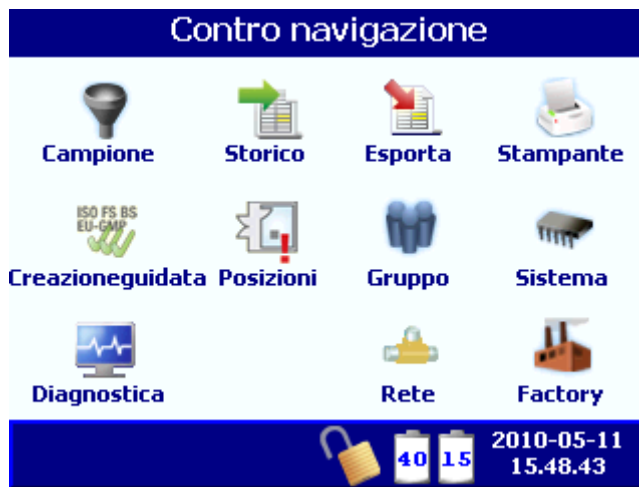 Contro navigazione
Campione Storico Esporta Stampante
ISO FS BS
EU-GMP
Creazioneguidata Posizioni Gruppo Sistema
Diagnostica Rete Factory
40 15 2010-05-11
15.48.43